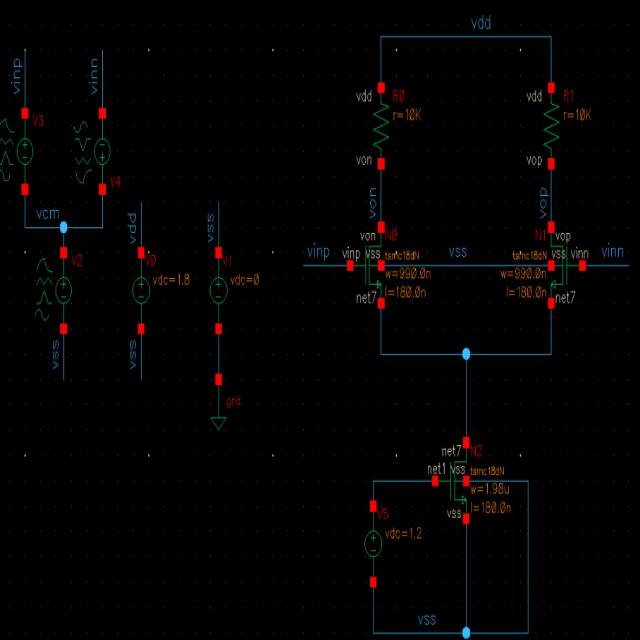 vdd
vinp
vinn
V3
V4
vcm
V2
vss
vdd
V0
vdc=1.8
vss
vss
V1
vdc=0
gnd
vdd
R0
r=10K
von
von
vdd
R1
r=10K
vop
vop
vinp
vinp
von
N0
vss
tsmc18dN
w=990.0n
l=180.0n
net7
vss
N1
vop
vss
tsmc18dN
w=990.0n
l=180.0n
net7
vinn
vinn
net7
N2
net1
vss
tsmc18dN
w=1.98u
l=180.0n
vss
V5
vdc=1.2
vss